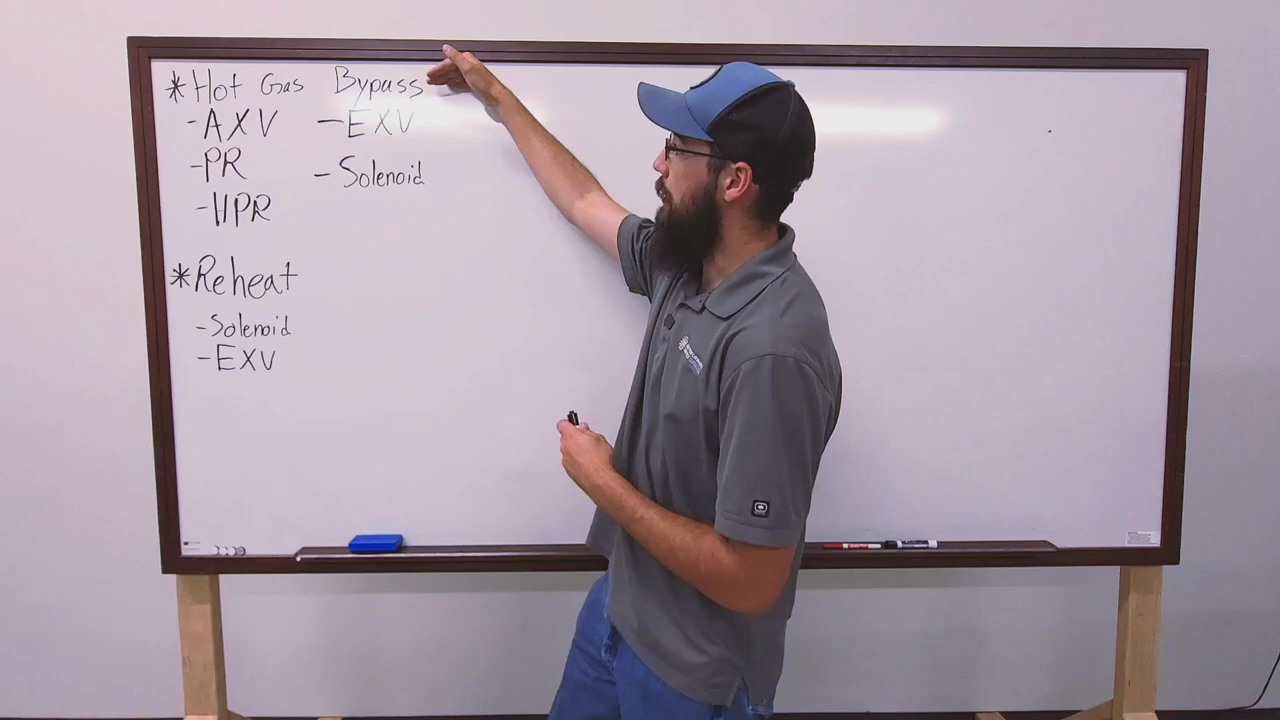 *Hot Gas Bypass
-AXV -EXV
-PR -Solenoid
-HPR
*Reheat
-Solenoid
-EXV